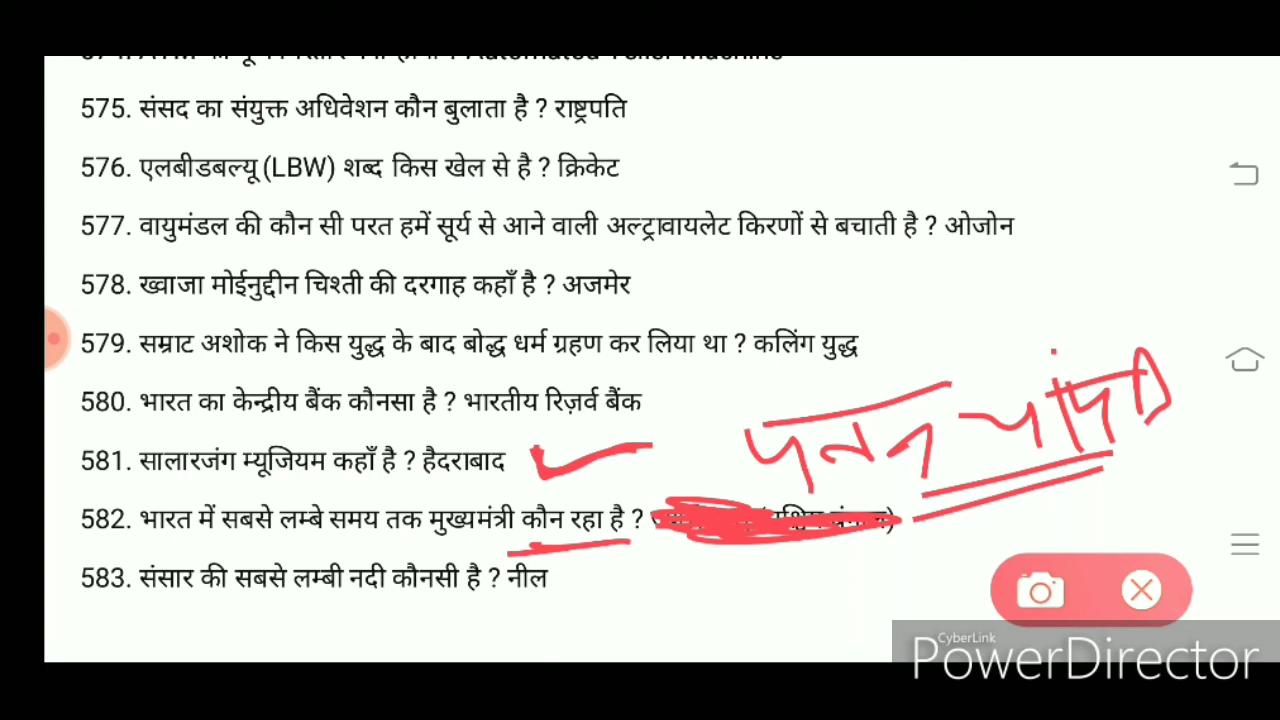 575. संसद का संयुक्त अधिवेशन कौन बुलाता है ? राष्ट्रपति
576. एलबीडबल्यू (LBW) शब्द किस खेल से है ? क्रिकेट
577. वायुमंडल की कौन सी परत हमें सूर्य से आने वाली अल्ट्रावायलेट किरणों से बचाती है ? ओजोन
578. ख्वाजा मोईनुद्दीन चिश्ती की दरगाह कहाँ है ? अजमेर
579. सम्राट अशोक ने किस युद्ध के बाद बोद्ध धर्म ग्रहण कर लिया था ? कलिंग युद्ध
580. भारत का केन्द्रीय बैंक कौनसा है ? भारतीय रिज़र्व बैंक
581. सालारजंग म्यूजियम कहाँ है ? हैदराबाद
582. भारत में सबसे लम्बे समय तक मुख्यमंत्री कौन रहा है ?
583. संसार की सबसे लम्बी नदी कौनसी है ? नील
CyberLink
PowerDirector